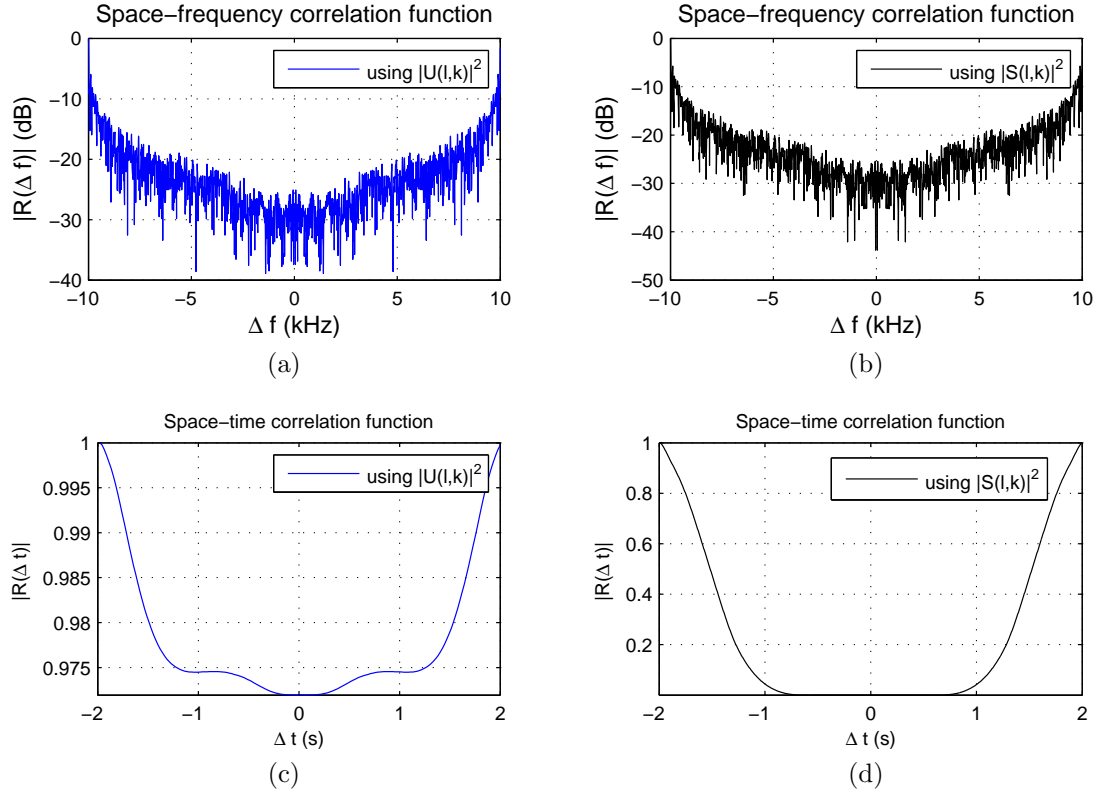 Space−frequency correlation function
using |U(l,k)|²
|R(Δ f)| (dB)
0
−10
−20
−30
−40
−10
−5
0
5
10
Δ f (kHz)
(a)
Space−frequency correlation function
using |S(l,k)|²
|R(Δ f)| (dB)
0
−10
−20
−30
−40
−50
−10
−5
0
5
10
Δ f (kHz)
(b)
Space−time correlation function
using |U(l,k)|²
|R(Δ t)|
1
0.995
0.99
0.985
0.98
0.975
−2
−1
0
1
2
Δ t (s)
(c)
Space−time correlation function
using |S(l,k)|²
|R(Δ t)|
1
0.8
0.6
0.4
0.2
−2
−1
0
1
2
Δ t (s)
(d)